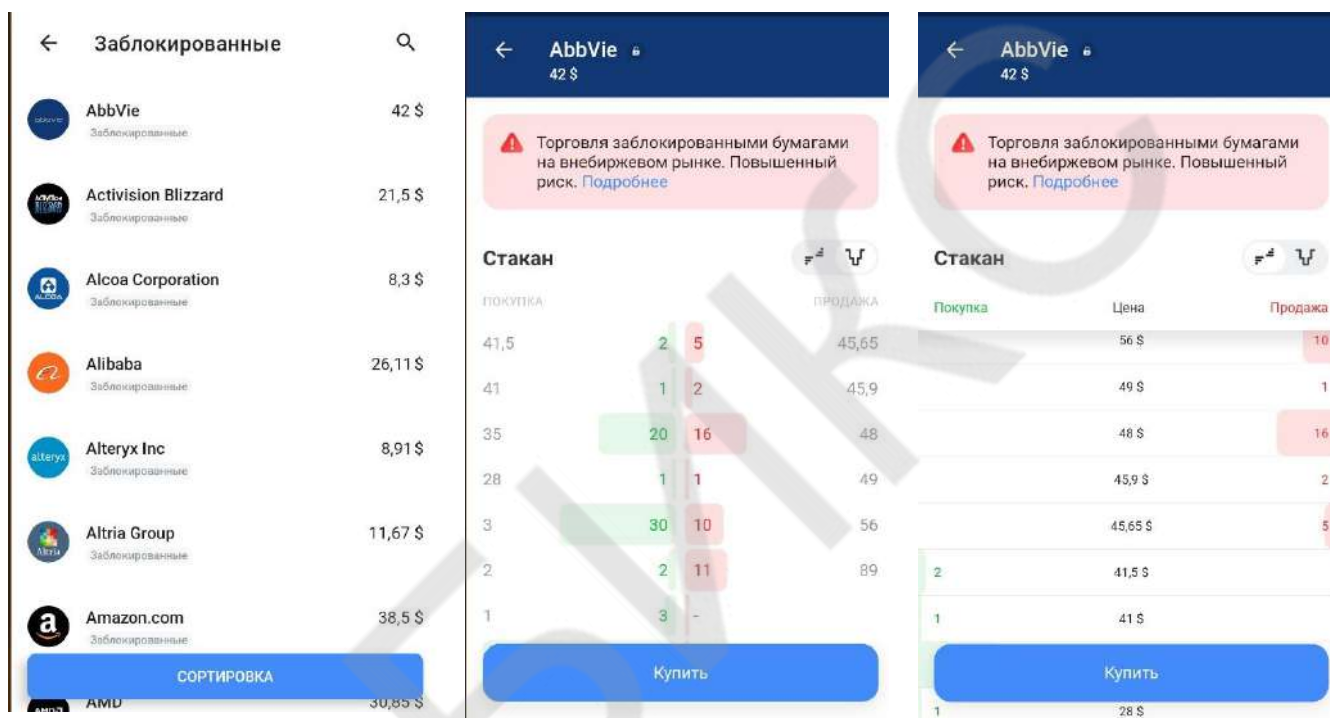 Заблокированные
AbbVie
42 $
Заблокированные
Activision Blizzard
21,5 $
Заблокированные
Alcoa Corporation
8,3 $
Заблокированные
Alibaba
26,11 $
Заблокированные
alteryx
Alteryx Inc
8,91 $
Заблокированные
Altria
Altria Group
11,67 $
Заблокированные
Amazon.com
38,5 $
Заблокированные
СОРТИРОВКА
AMD
30,85 $
AbbVie
42 $
Торговля заблокированными бумагами
на внебиржевом рынке. Повышенный
риск. Подробнее
Стакан
ПОКУПКА ПРОДАЖА
41,5 2 5 45,65
41 1 2 45,9
35 20 16 48
28 1 1 49
3 30 10 56
2 2 11 89
1 3 -
Купить
AbbVie
42 $
Торговля заблокированными бумагами
на внебиржевом рынке. Повышенный
риск. Подробнее
Стакан
Покупка Цена Продажа
56 $ 10
49 $ 1
48 $ 16
45,9 $ 2
45,65 $ 5
2 41,5 $
1 41 $
Купить
1 28 $